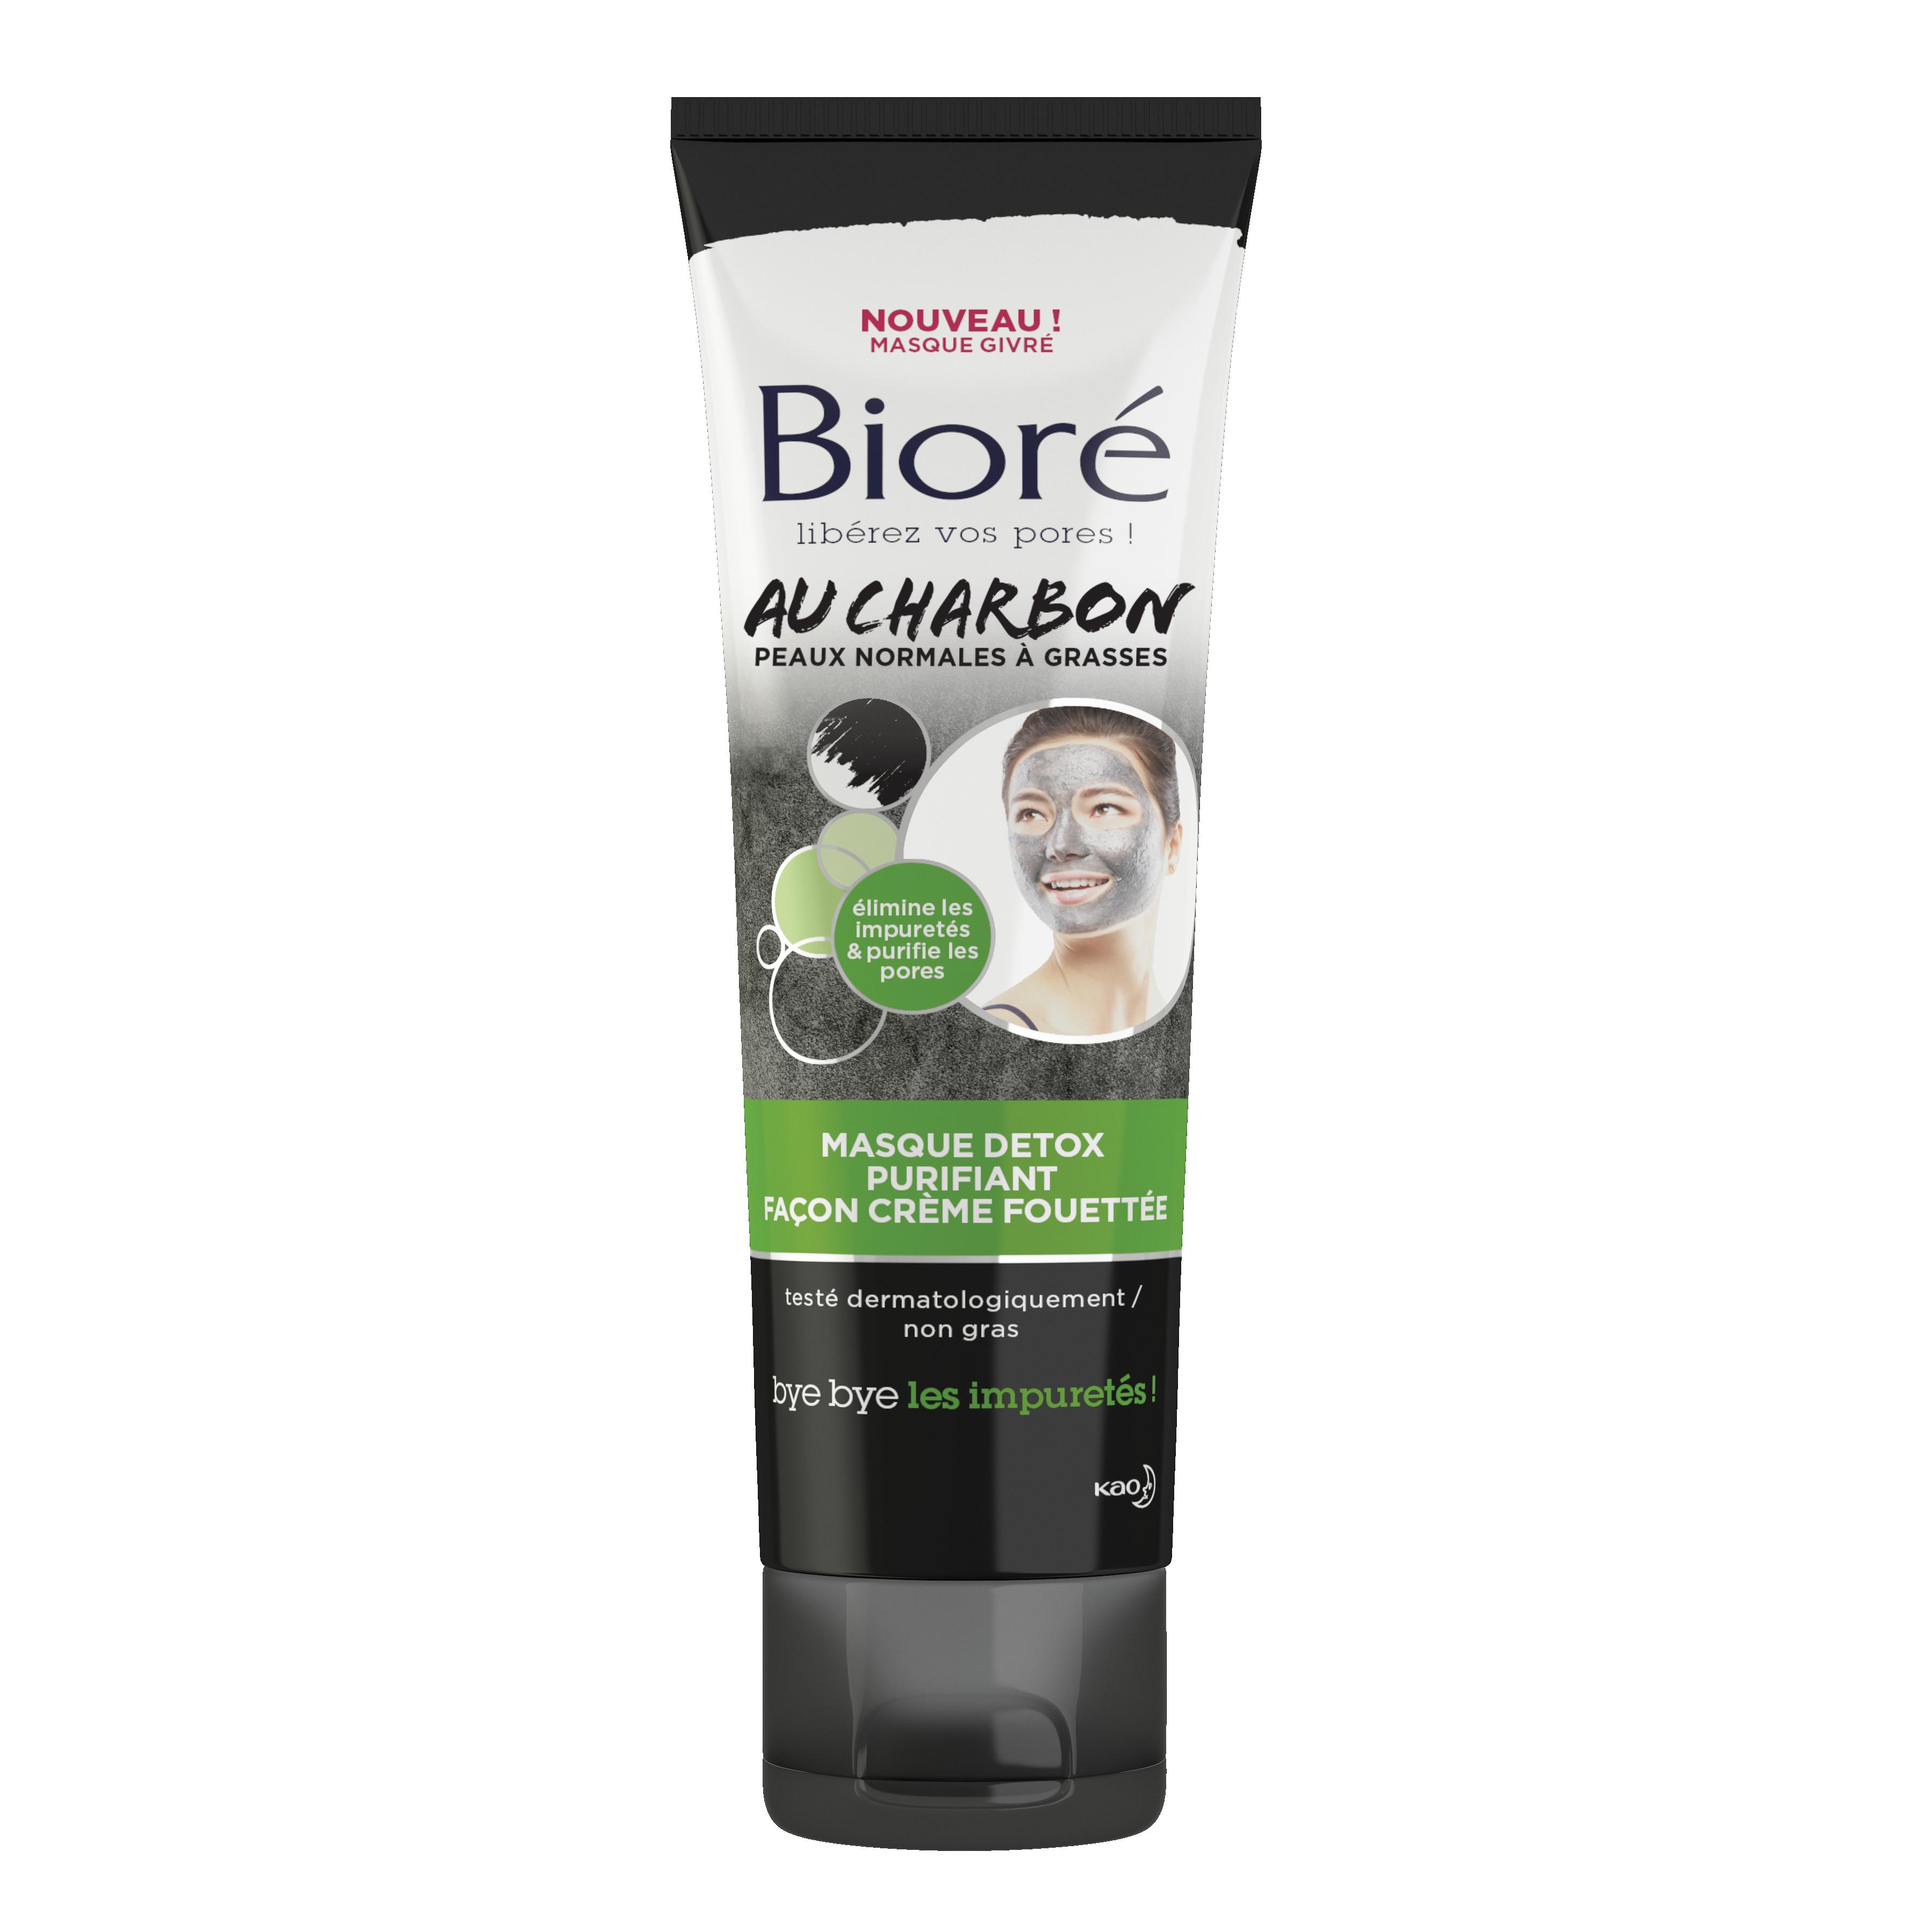 NOUVEAU !
MASQUE GIVRÉ
Bioré
libérez vos pores !
AU CHARBON
PEAUX NORMALES À GRASSES
élimine les
impuretés
& purifie les
pores
MASQUE DETOX
PURIFIANT
FAÇON CRÈME FOUETTÉE
testé dermatologiquement /
non gras
bye bye les impuretés !
Kao